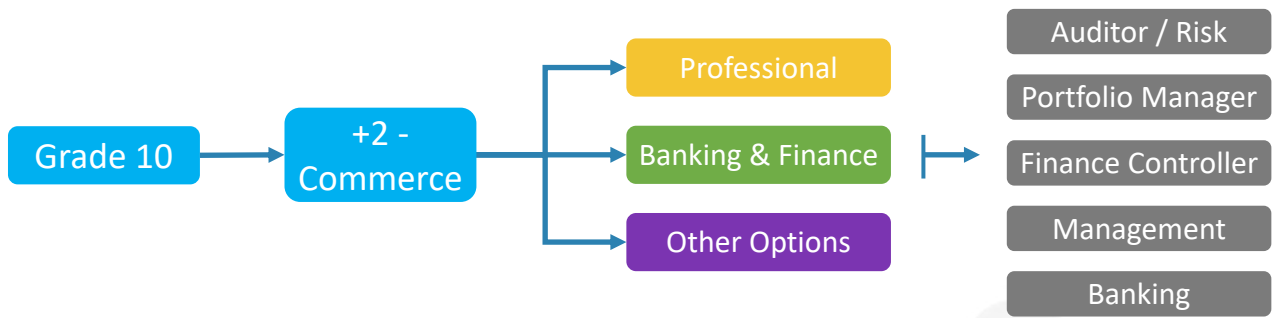 Grade 10
+2 -
Commerce
Professional
Banking & Finance
Other Options
Auditor / Risk
Portfolio Manager
Finance Controller
Management
Banking